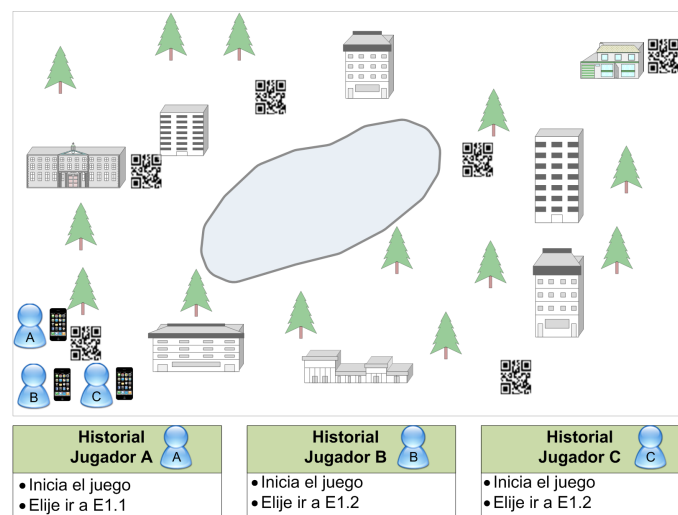 A
B
C
Historial
Jugador A
A
• Inicia el juego
• Elije ir a E1.1
Historial
Jugador B
B
• Inicia el juego
• Elije ir a E1.2
Historial
Jugador C
C
• Inicia el juego
• Elije ir a E1.2